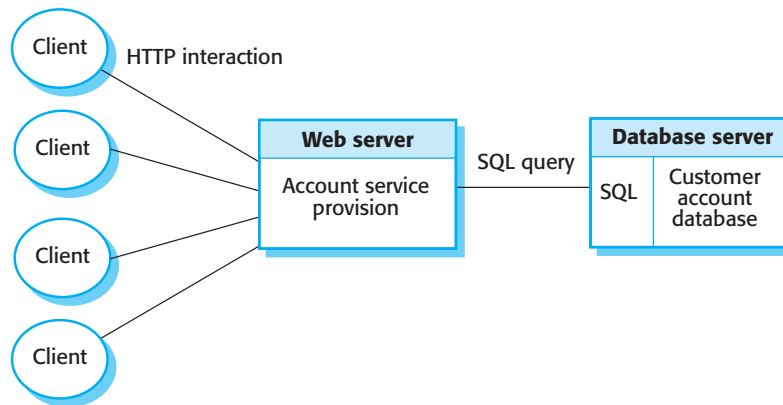 Client
HTTP interaction
Client
Client
Client
Web server
Account service
provision
SQL query
Database server
SQL
Customer
account
database